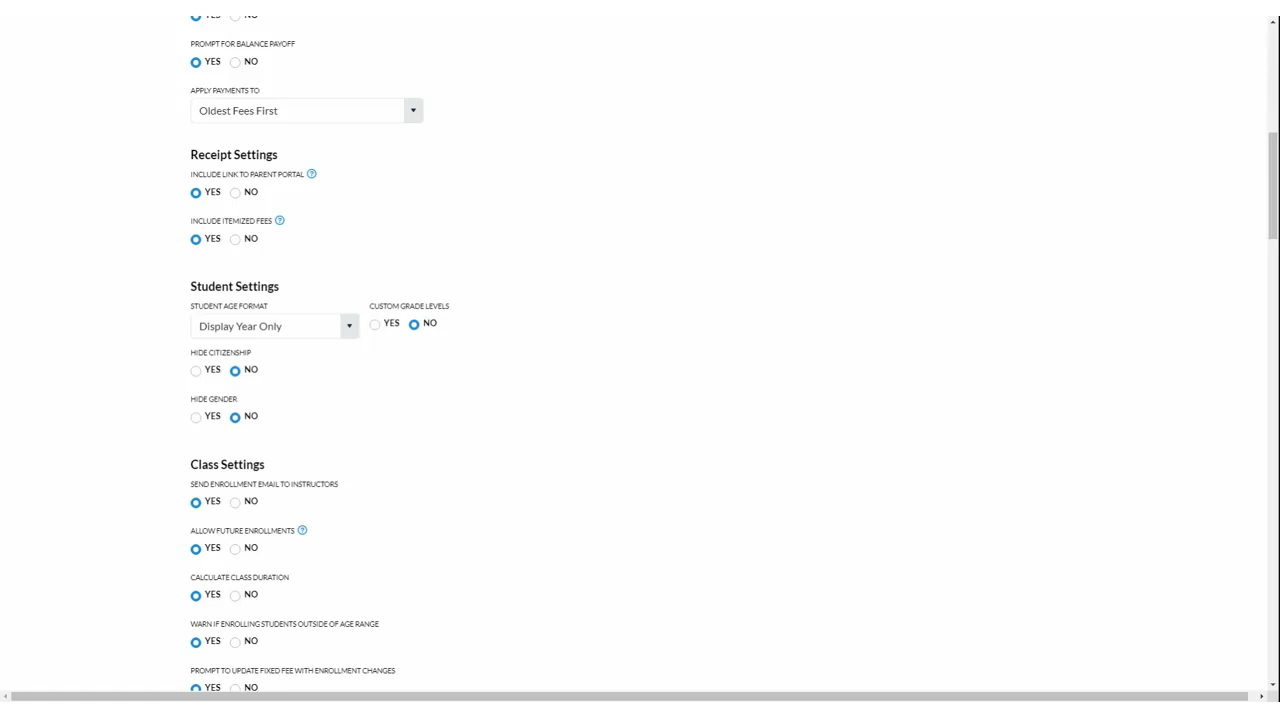 YES NO
PROMPT FOR BALANCE PAYOFF
YES NO
APPLY PAYMENTS TO
Oldest Fees First
Receipt Settings
INCLUDE LINK TO PARENT PORTAL ?
YES NO
INCLUDE ITEMIZED FEES ?
YES NO
Student Settings
STUDENT AGE FORMAT CUSTOM GRADE LEVELS
Display Year Only YES NO
HIDE CITIZENSHIP
YES NO
HIDE GENDER
YES NO
Class Settings
SEND ENROLLMENT EMAIL TO INSTRUCTORS
YES NO
ALLOW FUTURE ENROLLMENTS ?
YES NO
CALCULATE CLASS DURATION
YES NO
WARN IF ENROLLING STUDENTS OUTSIDE OF AGE RANGE
YES NO
PROMPT TO UPDATE FIXED FEE WITH ENROLLMENT CHANGES
YES NO